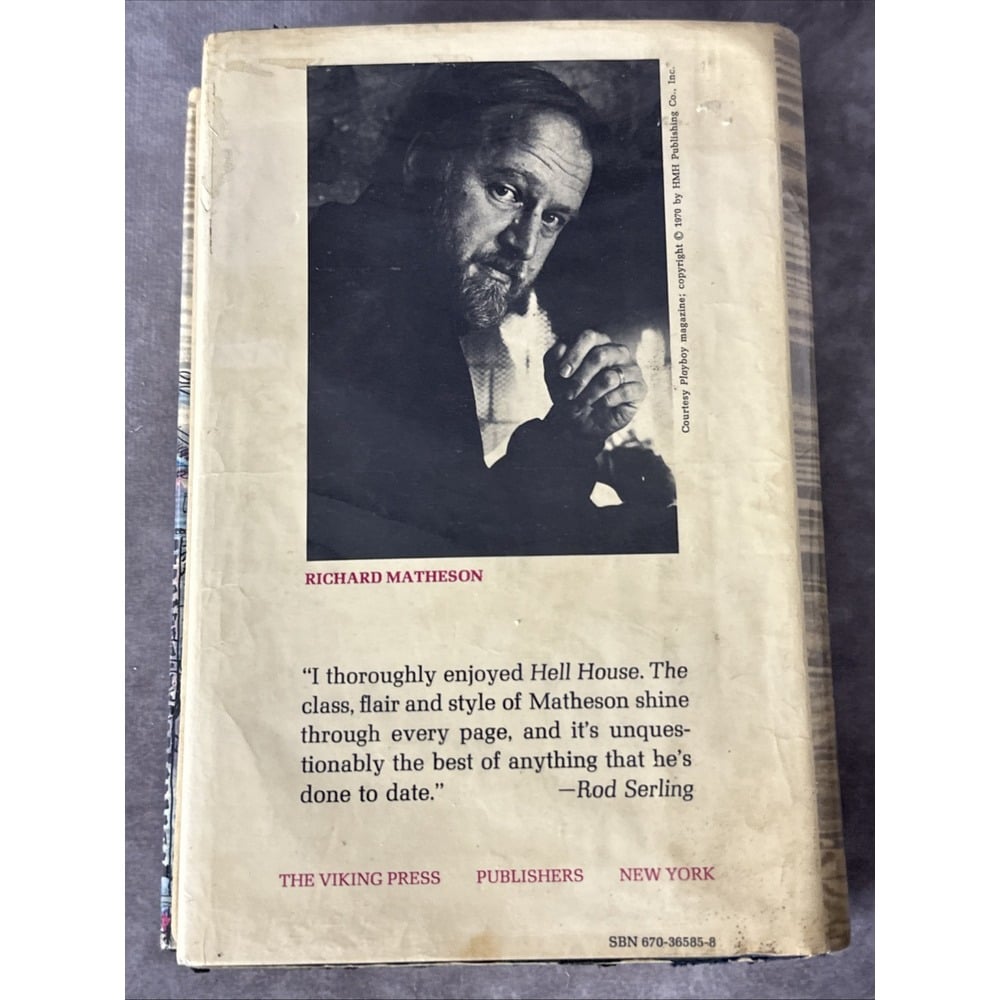 Courtesy Playboy magazine; copyright © 1970 by HMH Publishing Co., Inc.
RICHARD MATHESON
“I thoroughly enjoyed Hell House. The
class, flair and style of Matheson shine
through every page, and it’s unques-
tionably the best of anything that he’s
done to date.” —Rod Serling
THE VIKING PRESS PUBLISHERS NEW YORK
SBN 670-36585-8